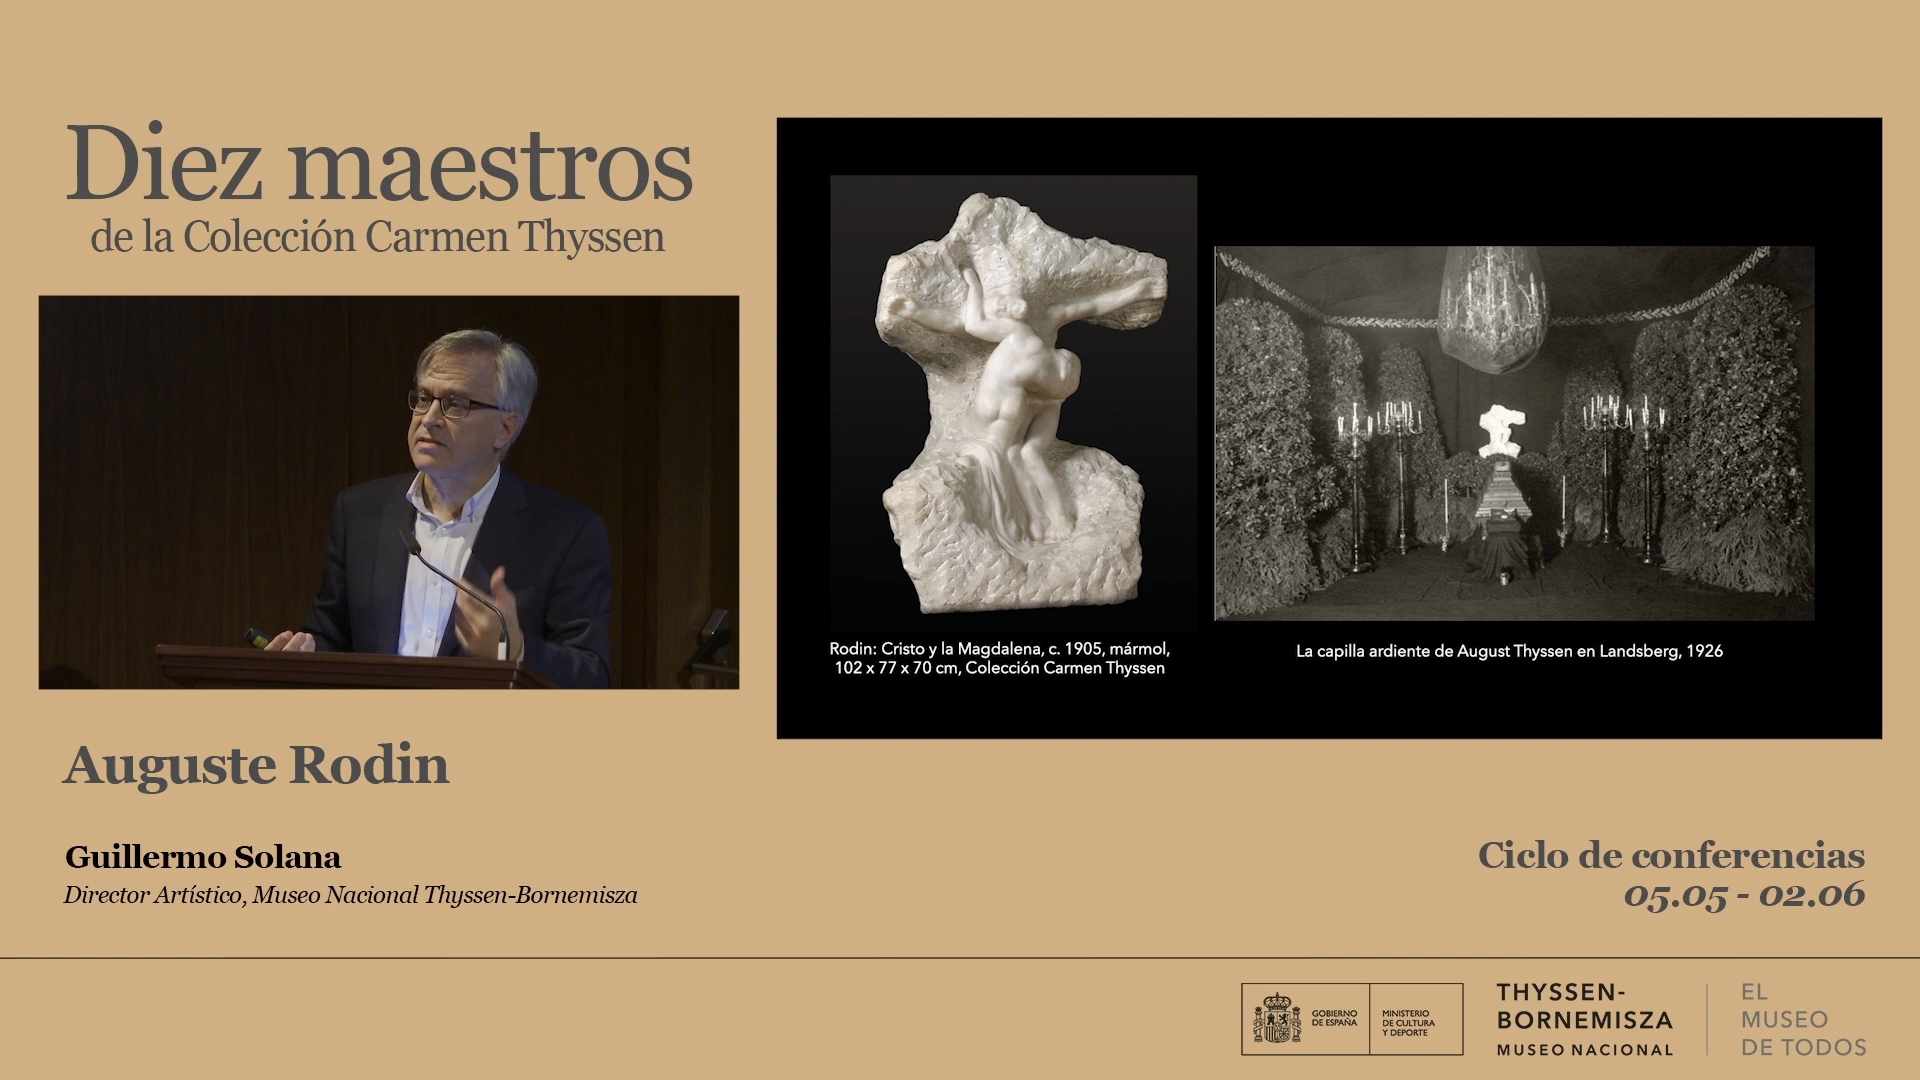 Diez maestros
de la Colección Carmen Thyssen
Rodin: Cristo y la Magdalena, c. 1905, mármol,
102 x 77 x 70 cm, Colección Carmen Thyssen
La capilla ardiente de August Thyssen en Landsberg, 1926
Auguste Rodin
Guillermo Solana
Director Artístico, Museo Nacional Thyssen-Bornemisza
Ciclo de conferencias
05.05 - 02.06
GOBIERNO
DE ESPAÑA
MINISTERIO
DE CULTURA
Y DEPORTE
THYSSEN-
BORNEMISZA
MUSEO NACIONAL
EL
MUSEO
DE TODOS